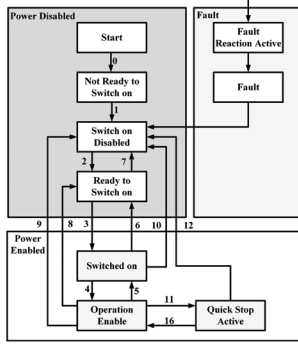 Power Disabled
Fault
Start
Fault
Reaction Active
0
Not Ready to
Switch on
Fault
1
Switch on
Disabled
2
7
Ready to
Switch on
9
8
3
6
10
12
Power
Enabled
Switched on
4
5
11
Operation
Enable
Quick Stop
Active
16